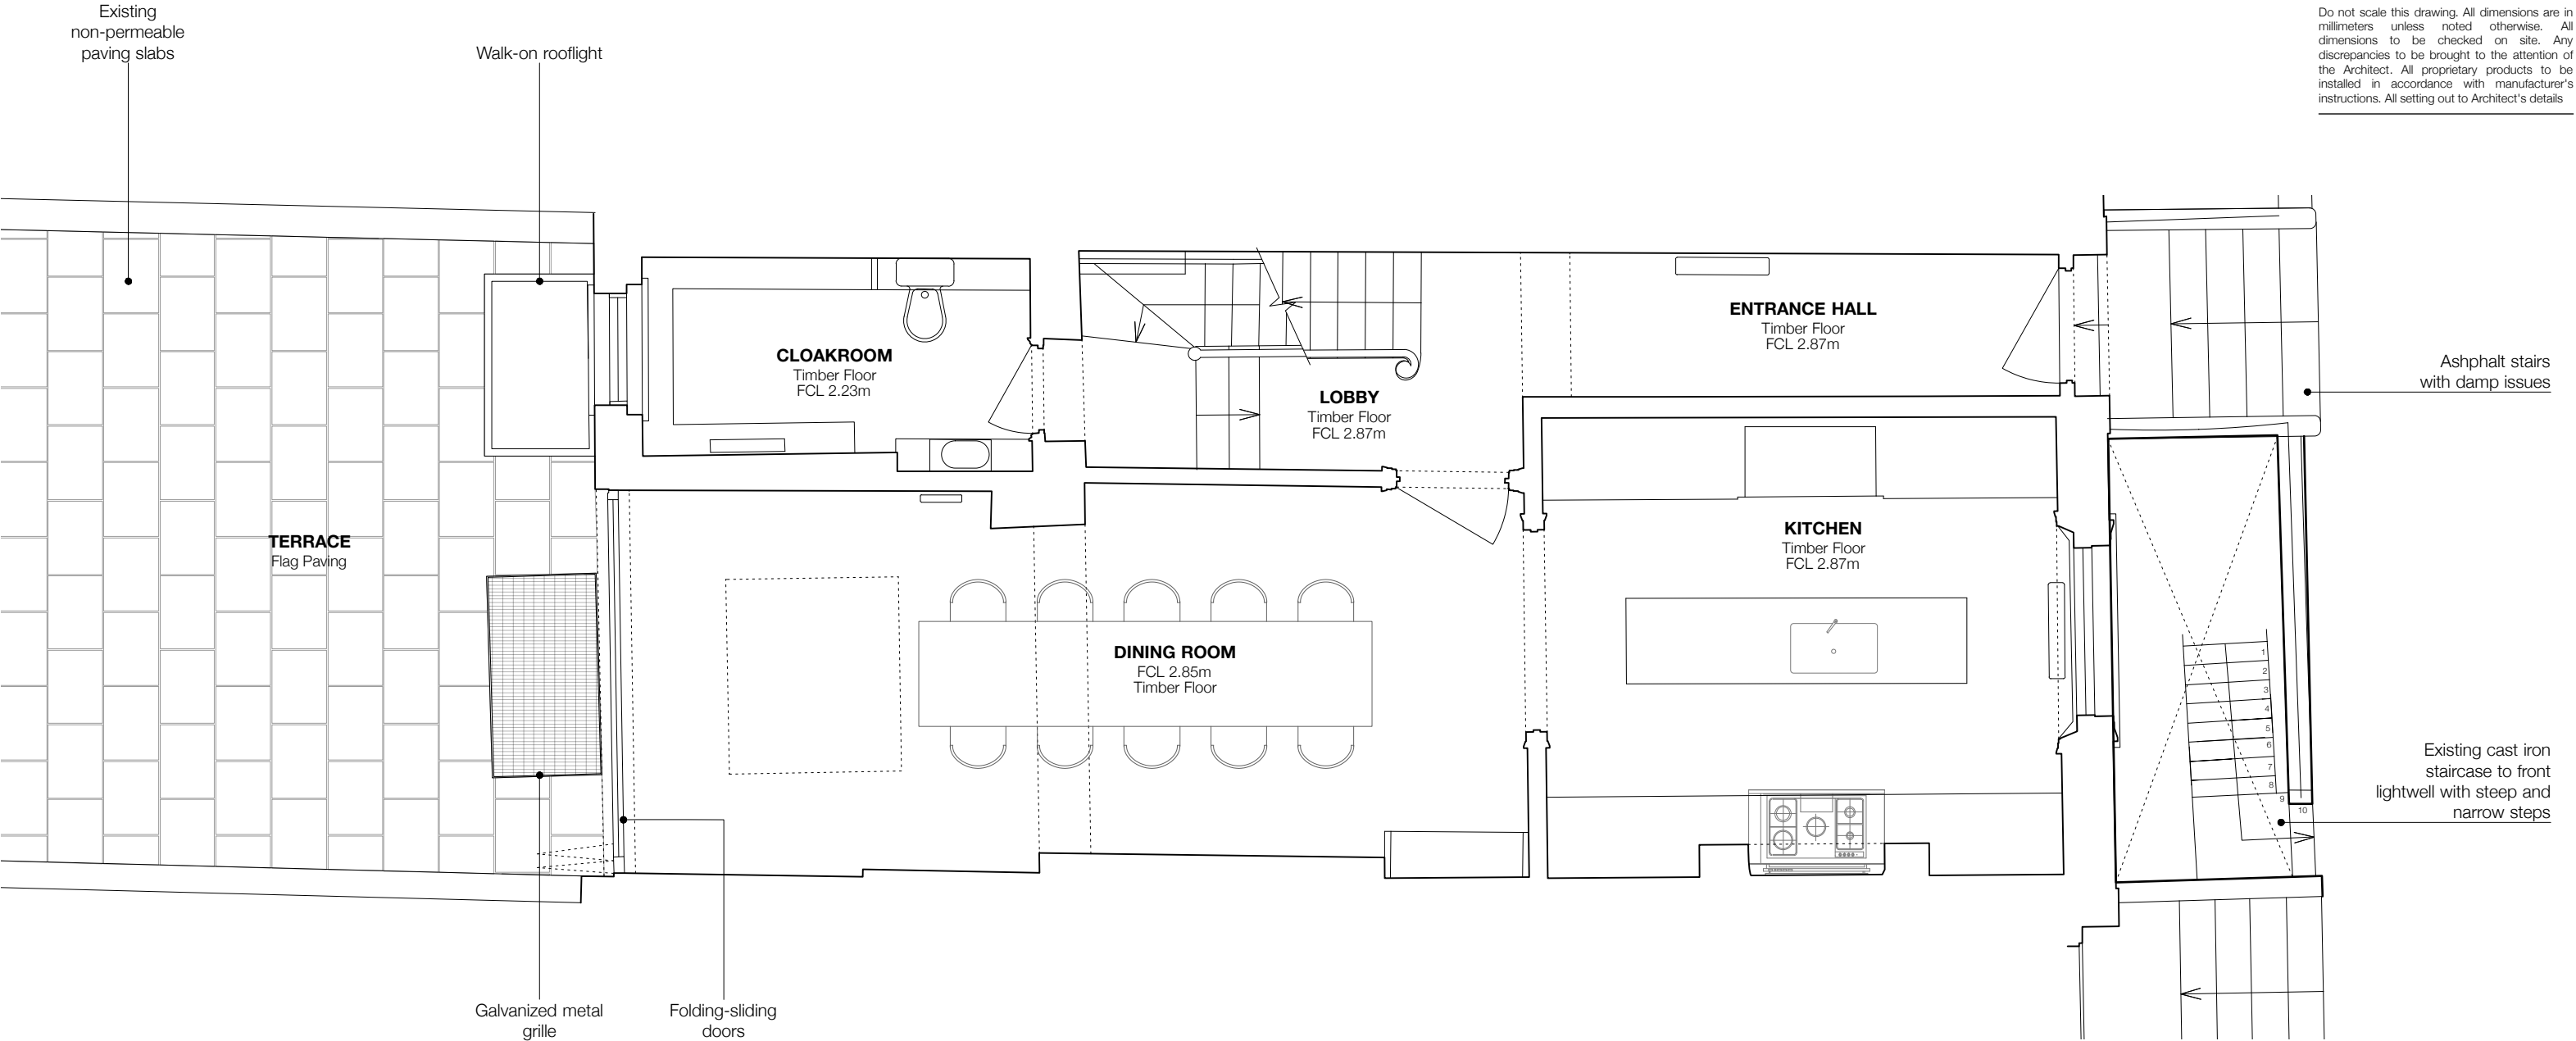 Existing
non-permeable
paving slabs
Walk-on rooflight
Do not scale this drawing. All dimensions are in
millimeters unless noted otherwise. All
dimensions to be checked on site. Any
discrepancies to be brought to the attention of
the Architect. All proprietary products to be
installed in accordance with manufacturer's
instructions. All setting out to Architect's details
ENTRANCE HALL
Timber Floor
FCL 2.87m
CLOAKROOM
Timber Floor
FCL 2.23m
LOBBY
Timber Floor
FCL 2.87m
Ashphalt stairs
with damp issues
TERRACE
Flag Paving
KITCHEN
Timber Floor
FCL 2.87m
DINING ROOM
FCL 2.85m
Timber Floor
1
2
3
4
5
6
7
8
9
10
Existing cast iron
staircase to front
lightwell with steep and
narrow steps
Galvanized metal
grille
Folding-sliding
doors